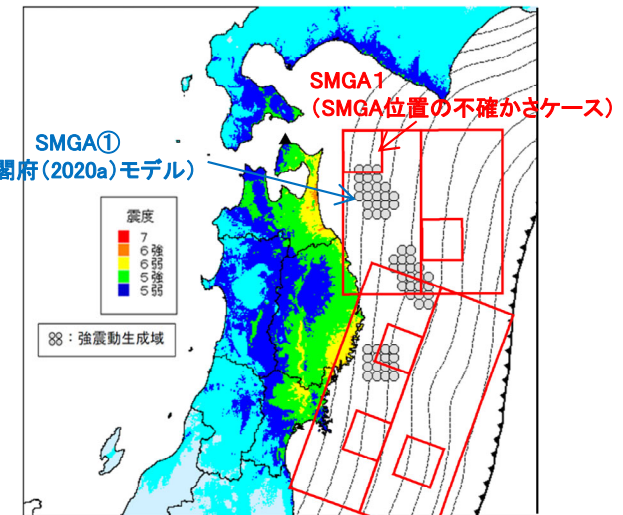 SMGA1
（SMGA位置の不確かさケース）
SMGA①
閣府（2020a）モデル）
震度
7
6強
6弱
5強
5弱
：強震動生成域